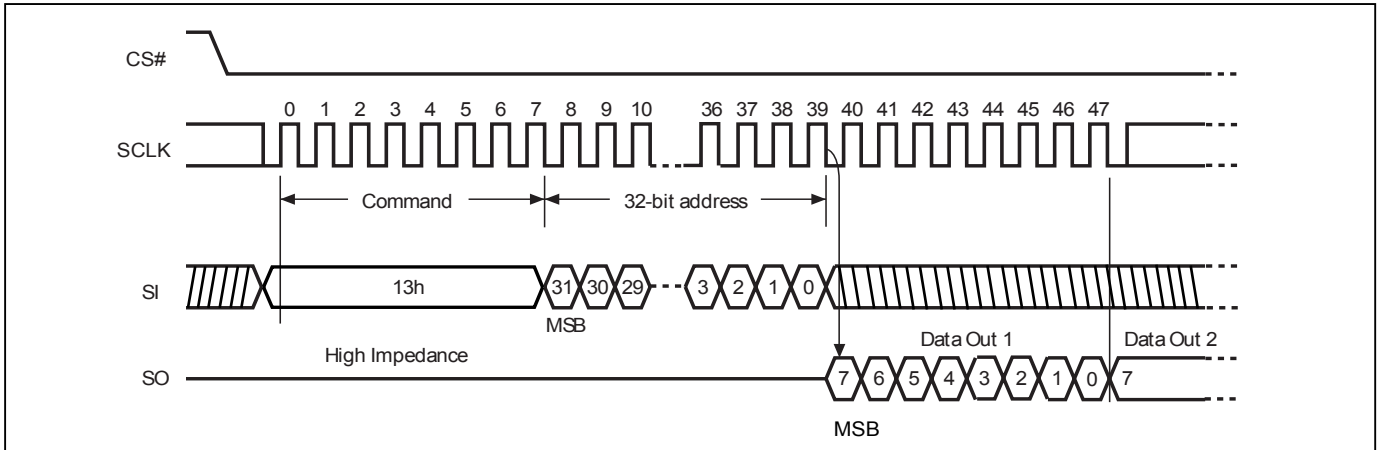 CS#
0 1 2 3 4 5 6 7 8 9 10 36 37 38 39 40 41 42 43 44 45 46 47
SCLK
Command 32-bit address
SI 13h 31 30 29 3 2 1 0
MSB
High Impedance Data Out 1 Data Out 2
SO 7 6 5 4 3 2 1 0 7
MSB